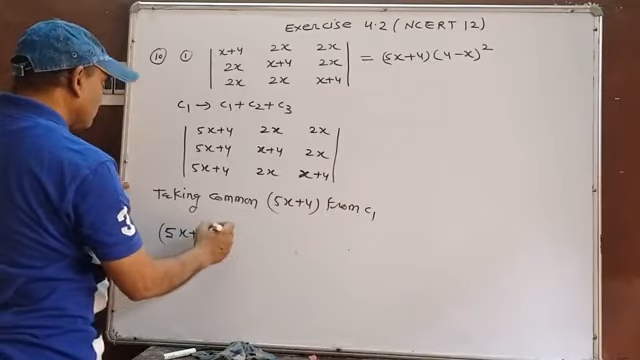 Exercise 4.2 (NCERT 12)
(10) (1) | x+4 2x 2x |
| 2x x+4 2x | = (5x+4)(4-x)²
| 2x 2x x+4 |
C₁ → C₁+C₂+C₃
| 5x+4 2x 2x |
| 5x+4 x+4 2x |
| 5x+4 2x x+4 |
Taking common (5x+4) from C₁
(5x+
3